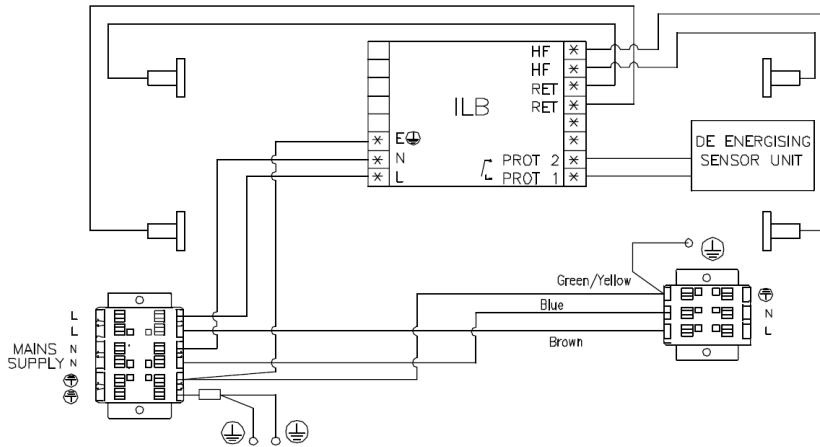 HF
HF
RET
RET
ILB
E
N
L
PROT 2
PROT 1
DE ENERGISING
SENSOR UNIT
Green/Yellow
Blue
Brown
L
L
N
N
MAINS
SUPPLY
N
L